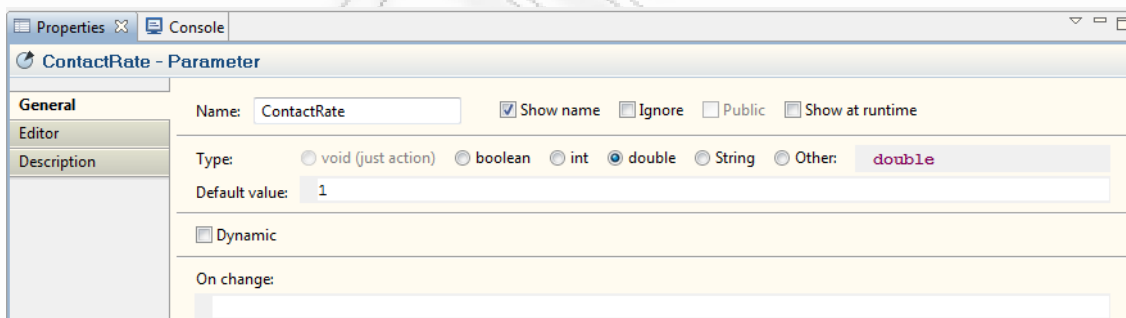 Properties Console
ContactRate - Parameter
General
Editor
Description
Name: ContactRate Show name Ignore Public Show at runtime
Type: void (just action) boolean int double String Other: double
Default value: 1
Dynamic
On change: